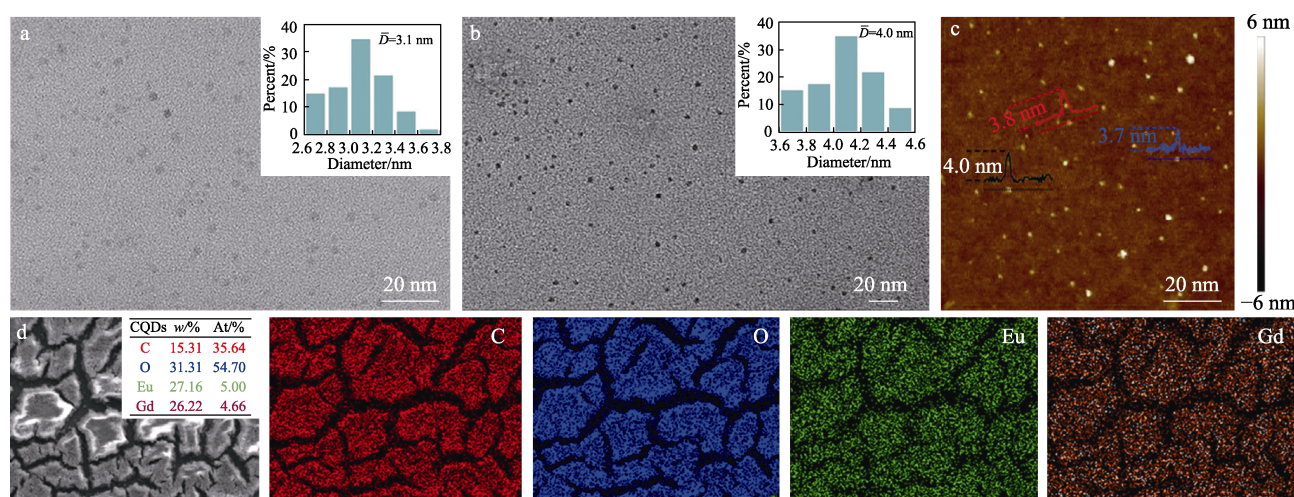 a
40
30
20
10
0
Percent/%
D̄=3.1 nm
2.6 2.8 3.0 3.2 3.4 3.6 3.8
Diameter/nm
20 nm
b
40
30
20
10
0
Percent/%
D̄=4.0 nm
3.6 3.8 4.0 4.2 4.4 4.6
Diameter/nm
20 nm
c
3.8 nm
3.7 nm
4.0 nm
20 nm
6 nm
−6 nm
d
CQDs w/% At/%
C 15.31 35.64
O 31.31 54.70
Eu 27.16 5.00
Gd 26.22 4.66
C
O
Eu
Gd